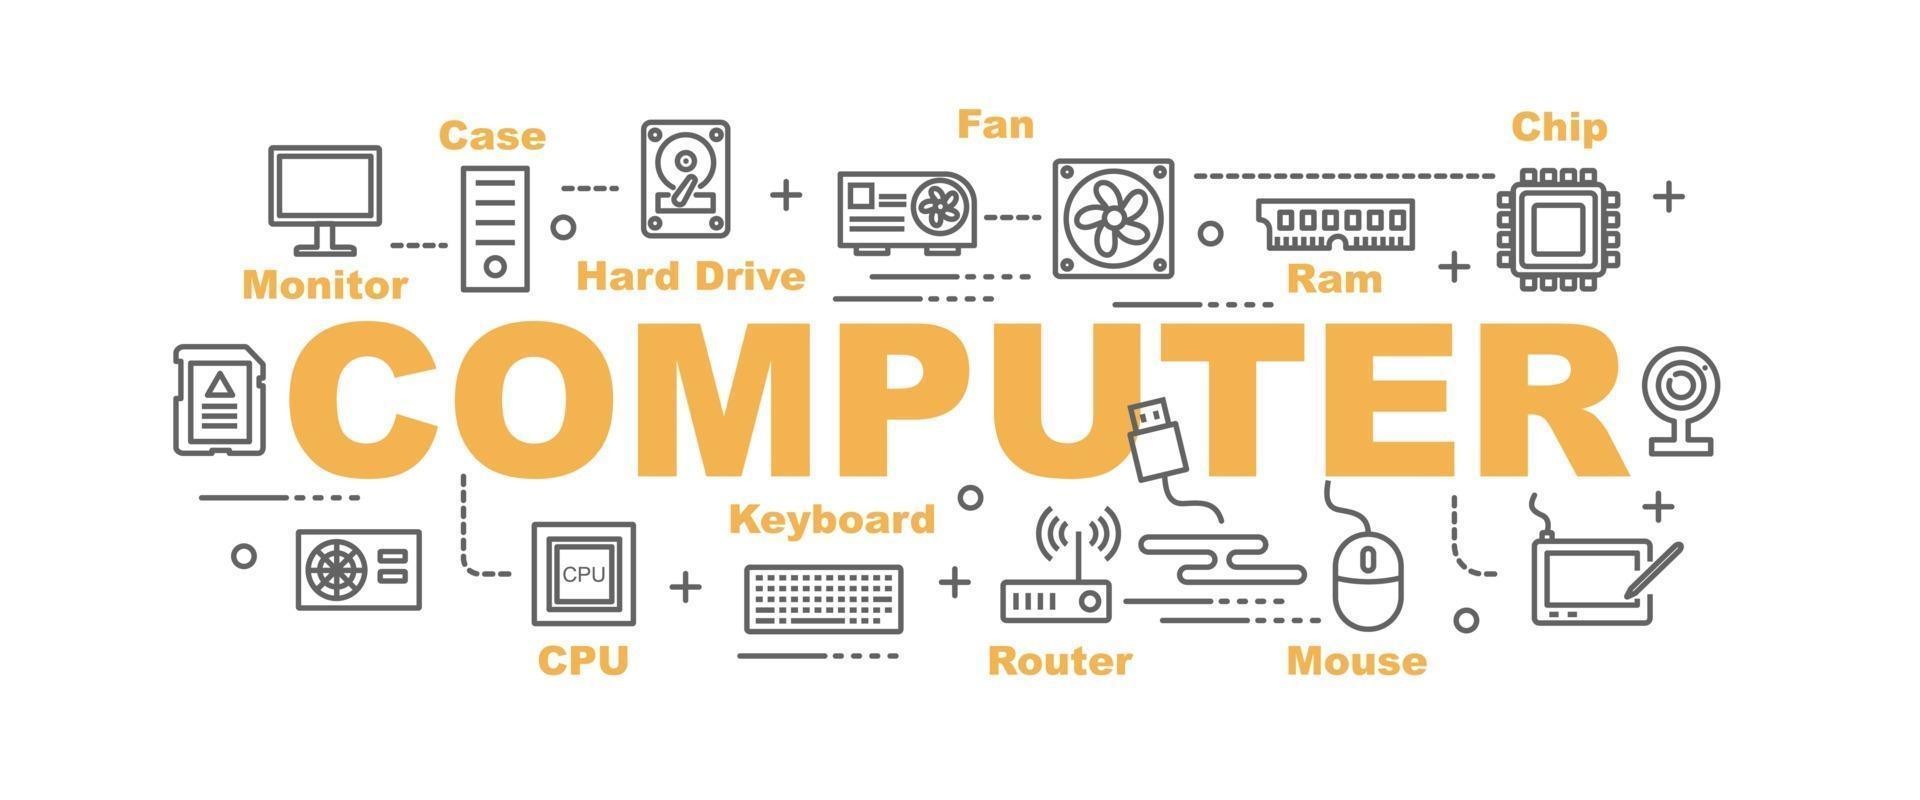 Case
Fan
Chip
Monitor
Hard Drive
Ram
COMPUTER
Keyboard
CPU
CPU
Router
Mouse